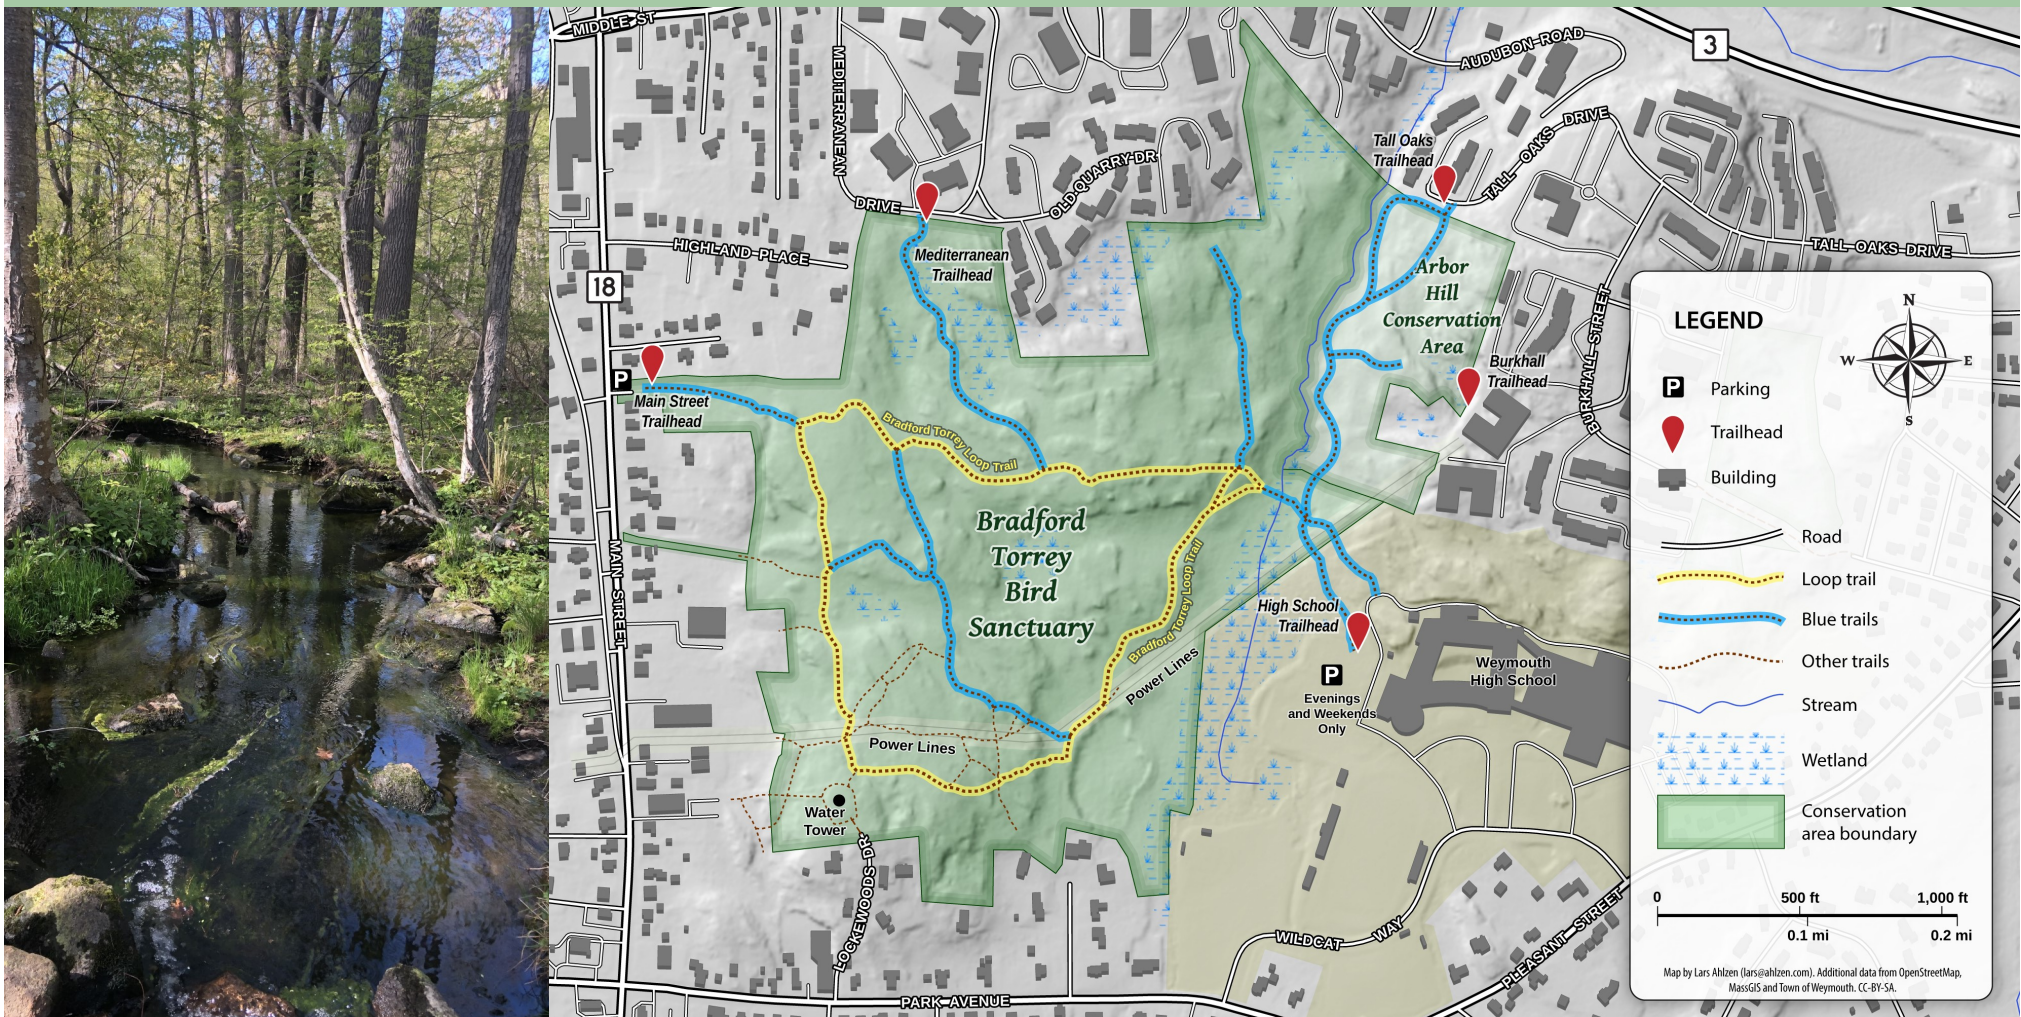 MIDDLE ST
MEDITERRANEAN
DRIVE
AUDUBON ROAD
3
Tall Oaks
Trailhead
TALL OAKS DRIVE
OLD QUARRY DR
HIGHLAND PLACE
Mediterranean
Trailhead
TALL OAKS DRIVE
18
Arbor
Hill
Conservation
Area
BURKHALL STREET
Burkhall
Trailhead
P
Main Street
Trailhead
Bradford Torrey Loop Trail
Bradford
Torrey
Bird
Sanctuary
MAIN STREET
Bradford Torrey Loop Trail
High School
Trailhead
Power Lines
P
Evenings
and Weekends
Only
Weymouth
High School
Power Lines
Water
Tower
LOCKEWOODS DR
WILDCAT WAY
PLEASANT STREET
PARK AVENUE
LEGEND
N
W
E
S
P
Parking
Trailhead
Building
Road
Loop trail
Blue trails
Other trails
Stream
Wetland
Conservation
area boundary
0 500 ft 1,000 ft
0.1 mi 0.2 mi
Map by Lars Ahlzen (lars@ahlzen.com). Additional data from OpenStreetMap,
MassGIS and Town of Weymouth. CC-BY-SA.